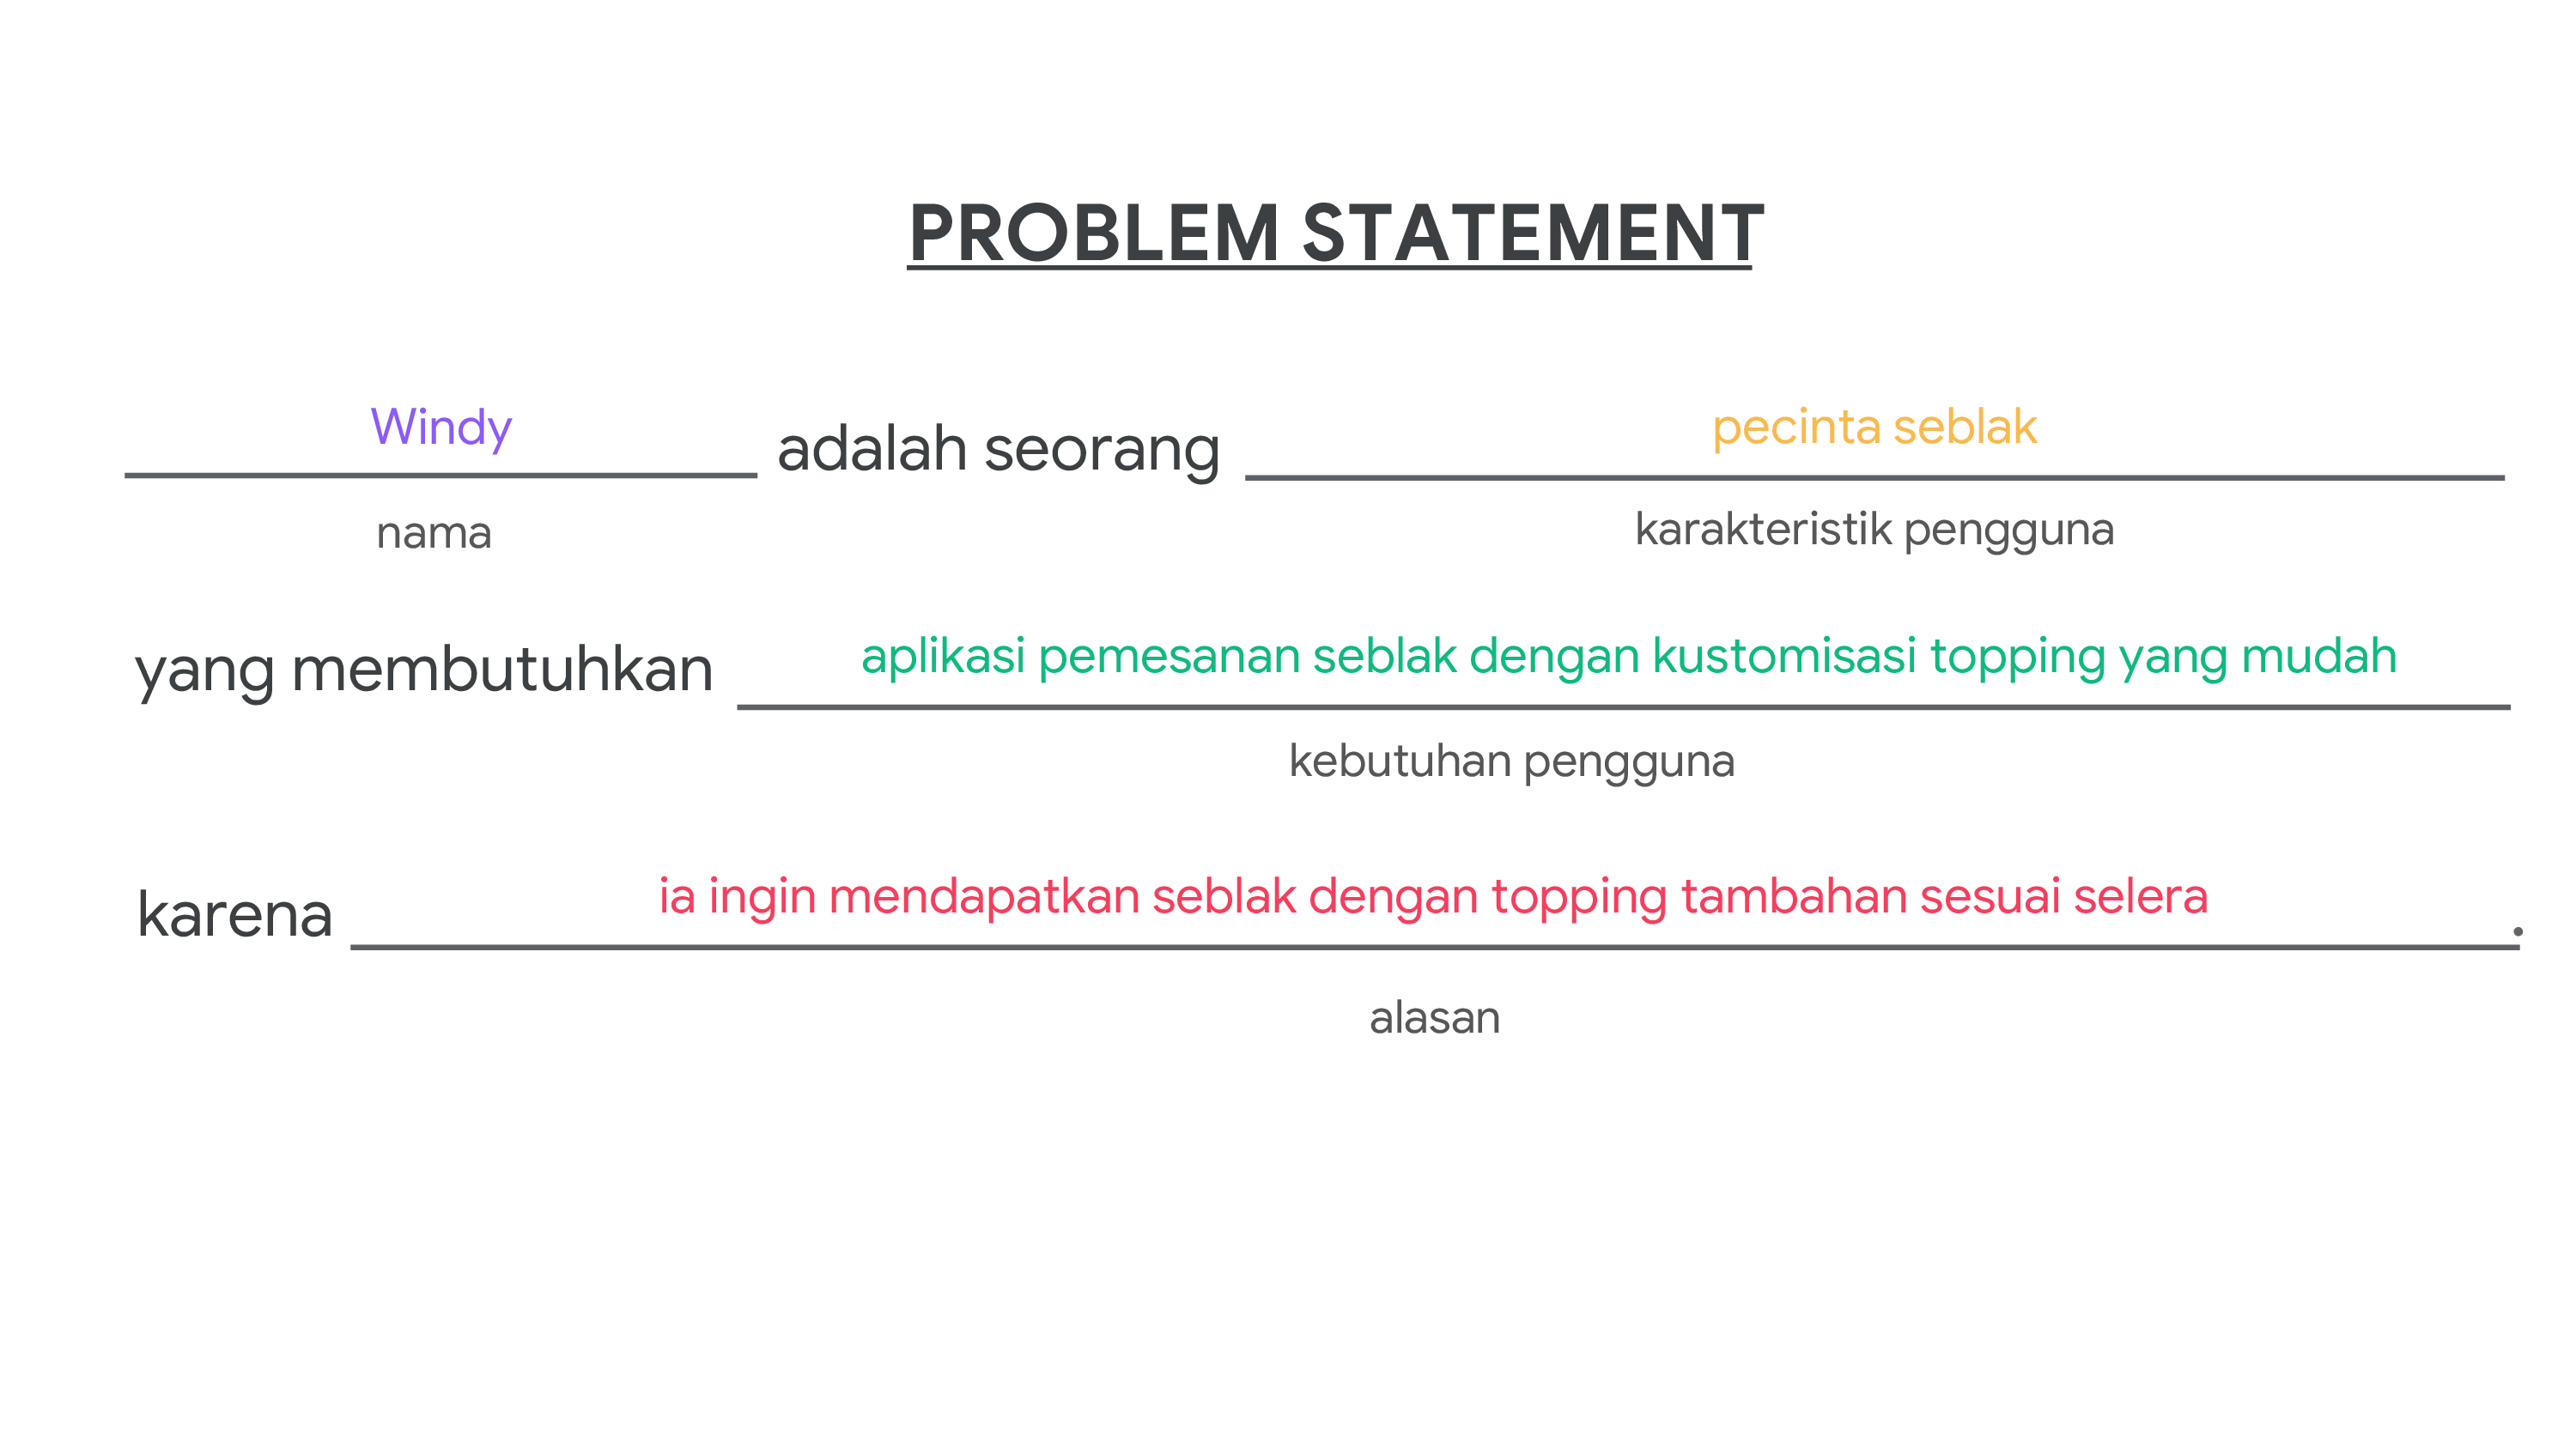 PROBLEM STATEMENT
Windy adalah seorang pecinta seblak
nama karakteristik pengguna
yang membutuhkan aplikasi pemesanan seblak dengan kustomisasi topping yang mudah
kebutuhan pengguna
karena ia ingin mendapatkan seblak dengan topping tambahan sesuai selera .
alasan